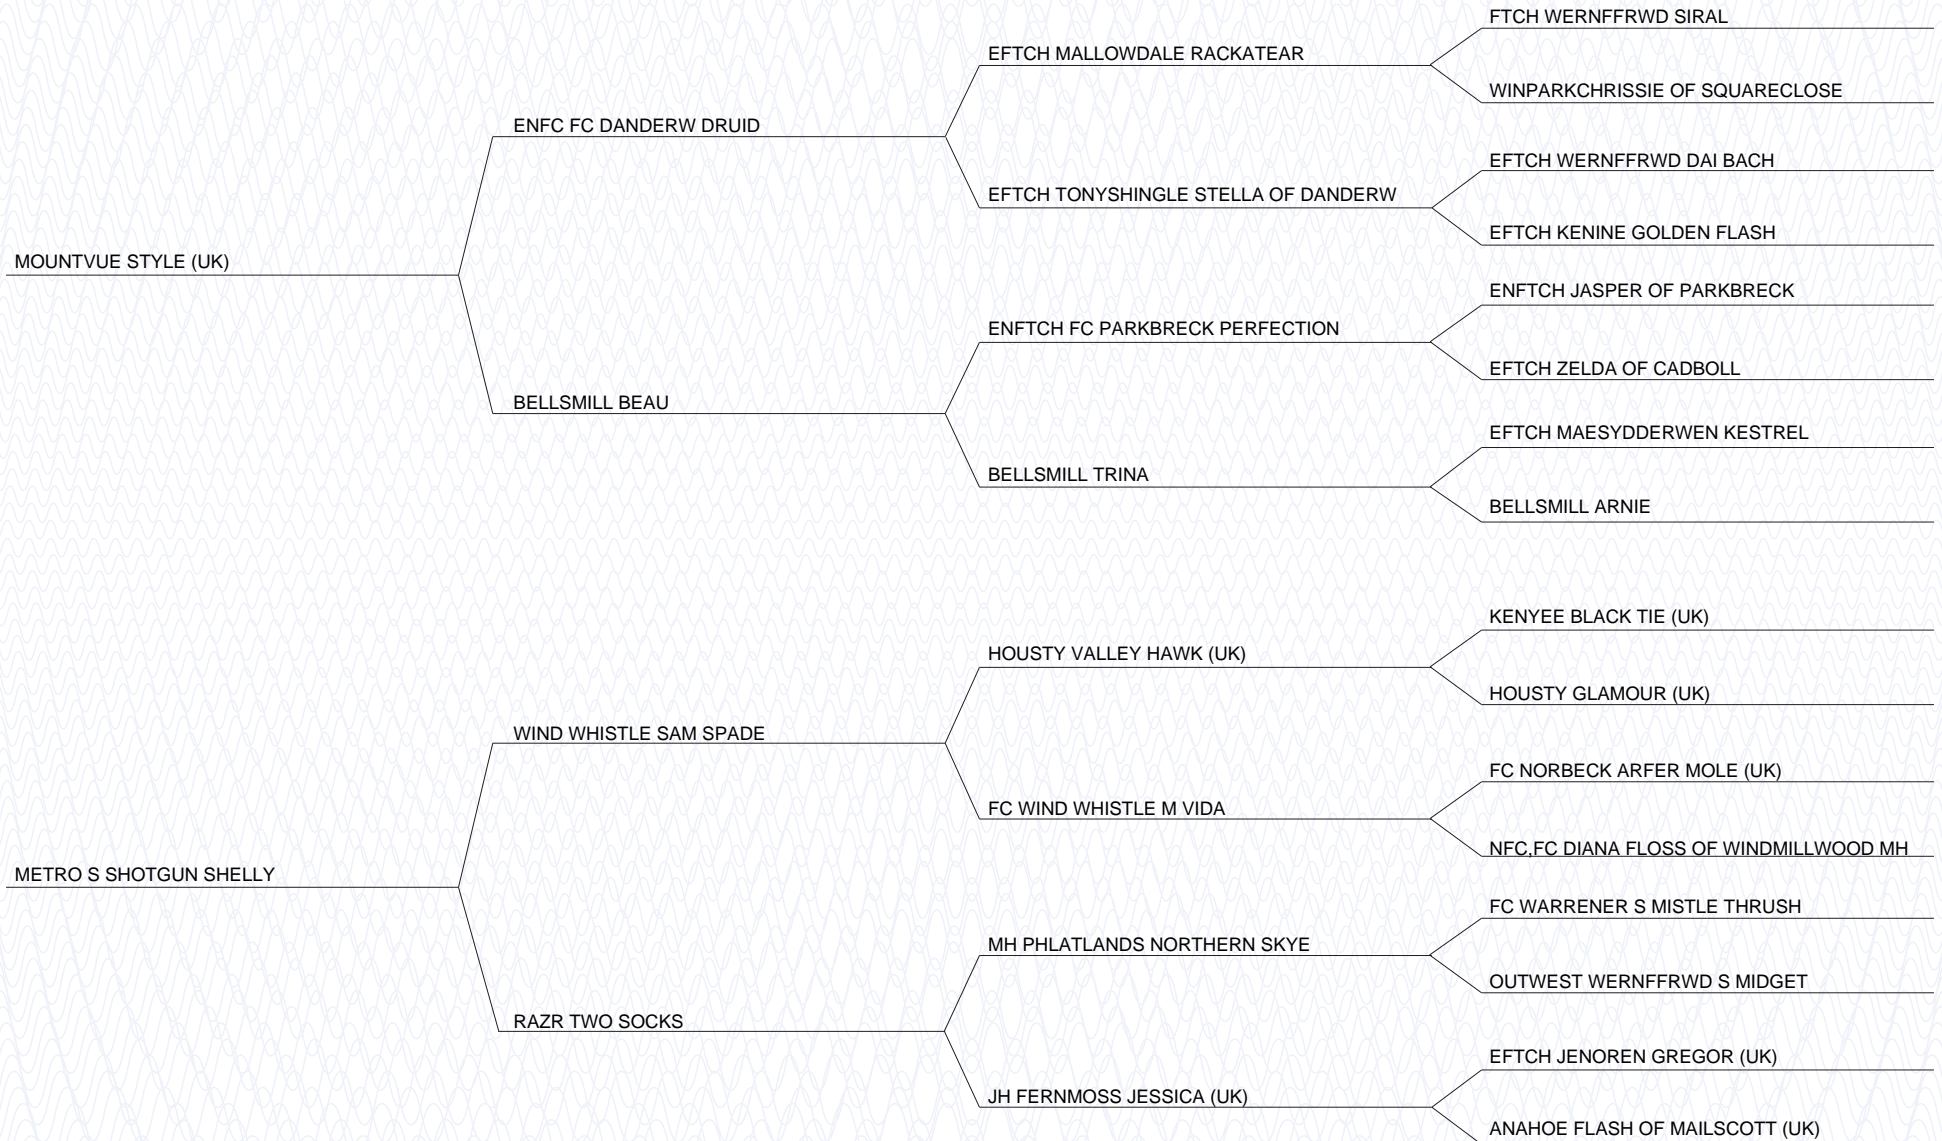 FTCH WERNFFRWD SIRAL
EFTCH MALLOWDALE RACKATEAR
WINPARKCHRISSIE OF SQUARECLOSE
ENFC FC DANDERW DRUID
EFTCH WERNFFRWD DAI BACH
EFTCH TONYSHINGLE STELLA OF DANDERW
EFTCH KENINE GOLDEN FLASH
MOUNTVUE STYLE (UK)
ENFTCH JASPER OF PARKBRECK
ENFTCH FC PARKBRECK PERFECTION
EFTCH ZELDA OF CADBOLL
BELLSMILL BEAU
EFTCH MAESYDDERWEN KESTREL
BELLSMILL TRINA
BELLSMILL ARNIE
KENYEE BLACK TIE (UK)
HOUSTY VALLEY HAWK (UK)
HOUSTY GLAMOUR (UK)
WIND WHISTLE SAM SPADE
FC NORBECK ARFER MOLE (UK)
FC WIND WHISTLE M VIDA
NFC,FC DIANA FLOSS OF WINDMILLWOOD MH
METRO S SHOTGUN SHELLY
FC WARRENER S MISTLE THRUSH
MH PHLATLANDS NORTHERN SKYE
OUTWEST WERNFFRWD S MIDGET
RAZR TWO SOCKS
EFTCH JENOREN GREGOR (UK)
JH FERNMOSS JESSICA (UK)
ANAHOE FLASH OF MAILSCOTT (UK)